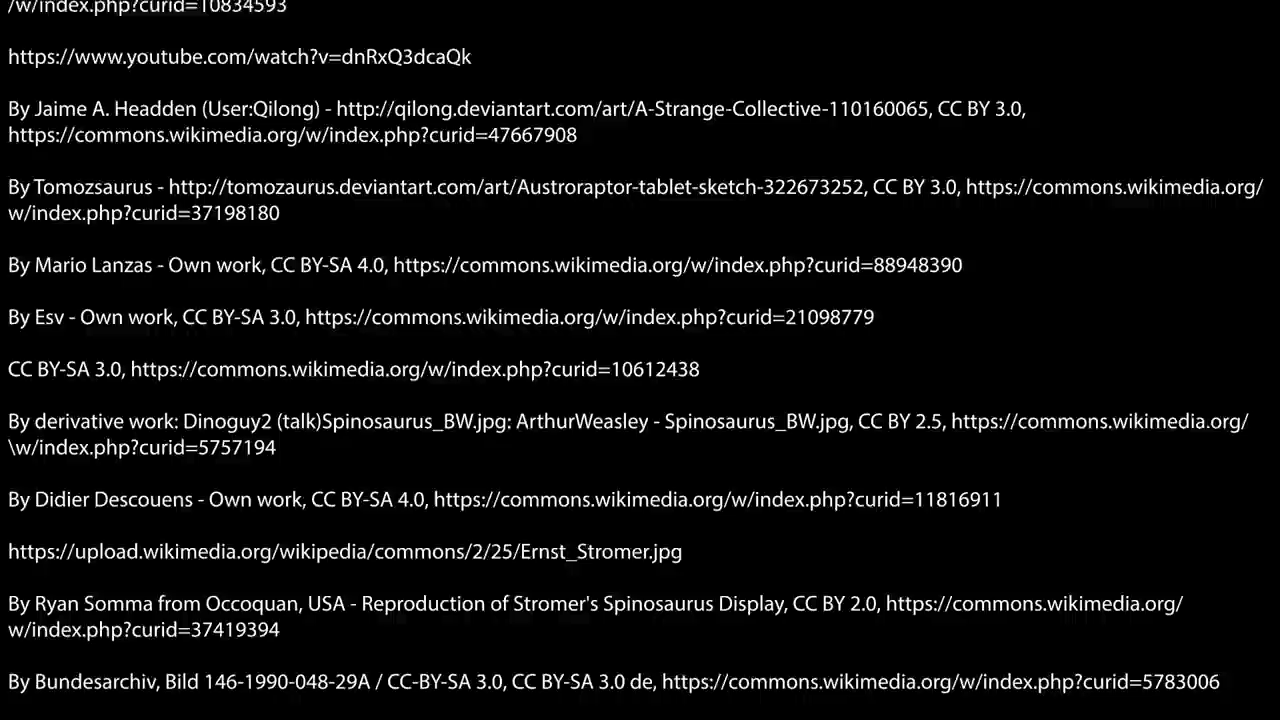 /w/index.php?curid=10834593
https://www.youtube.com/watch?v=dnRxQ3dcaQk
By Jaime A. Headden (User:Qilong) - http://qilong.deviantart.com/art/A-Strange-Collective-110160065, CC BY 3.0,
https://commons.wikimedia.org/w/index.php?curid=47667908
By Tomozsaurus - http://tomozaurus.deviantart.com/art/Austroraptor-tablet-sketch-322673252, CC BY 3.0, https://commons.wikimedia.org/
w/index.php?curid=37198180
By Mario Lanzas - Own work, CC BY-SA 4.0, https://commons.wikimedia.org/w/index.php?curid=88948390
By Esv - Own work, CC BY-SA 3.0, https://commons.wikimedia.org/w/index.php?curid=21098779
CC BY-SA 3.0, https://commons.wikimedia.org/w/index.php?curid=10612438
By derivative work: Dinoguy2 (talk)Spinosaurus_BW.jpg: ArthurWeasley - Spinosaurus_BW.jpg, CC BY 2.5, https://commons.wikimedia.org/
\w/index.php?curid=5757194
By Didier Descouens - Own work, CC BY-SA 4.0, https://commons.wikimedia.org/w/index.php?curid=11816911
https://upload.wikimedia.org/wikipedia/commons/2/25/Ernst_Stromer.jpg
By Ryan Somma from Occoquan, USA - Reproduction of Stromer's Spinosaurus Display, CC BY 2.0, https://commons.wikimedia.org/
w/index.php?curid=37419394
By Bundesarchiv, Bild 146-1990-048-29A / CC-BY-SA 3.0, CC BY-SA 3.0 de, https://commons.wikimedia.org/w/index.php?curid=5783006